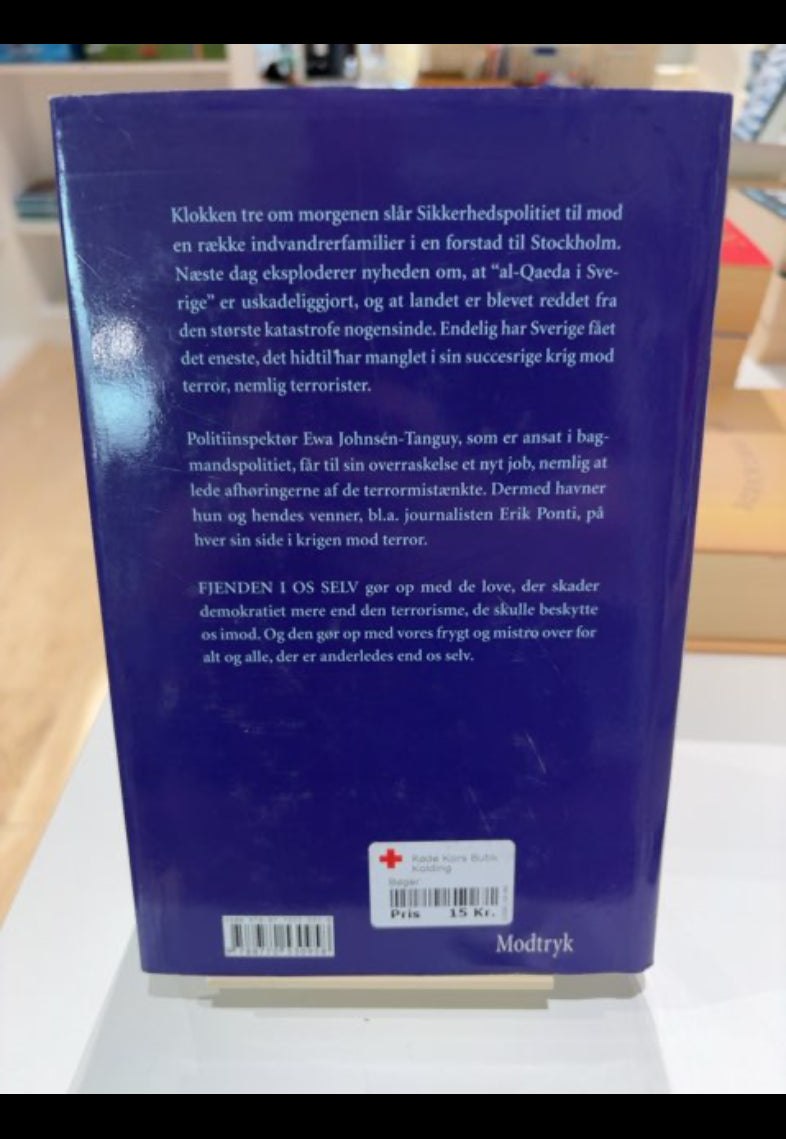 Klokken tre om morgenen slår Sikkerhedspolitiet til mod
en række indvandrerfamilier i en forstad til Stockholm.
Næste dag eksploderer nyheden om, at “al-Qaeda i Sve-
rige” er uskadeliggjort, og at landet er blevet reddet fra
den største katastrofe nogensinde. Endelig har Sverige fået
det eneste, det hidtil har manglet i sin succesrige krig mod
terror, nemlig terrorister.
Politiinspektør Ewa Johnsén-Tanguy, som er ansat i bag-
mandspolitiet, får til sin overraskelse et nyt job, nemlig at
lede afhøringerne af de terrormistænkte. Dermed havner
hun og hendes venner, bl.a. journalisten Erik Ponti, på
hver sin side i krigen mod terror.
FJENDEN I OS SELV gør op med de love, der skader
demokratiet mere end den terrorisme, de skulle beskytte
os imod. Og den gør op med vores frygt og mistro over for
alt og alle, der er anderledes end os selv.
Røde Kors Butik
Kolding
Bøger
Pris 15 Kr.
Modtryk